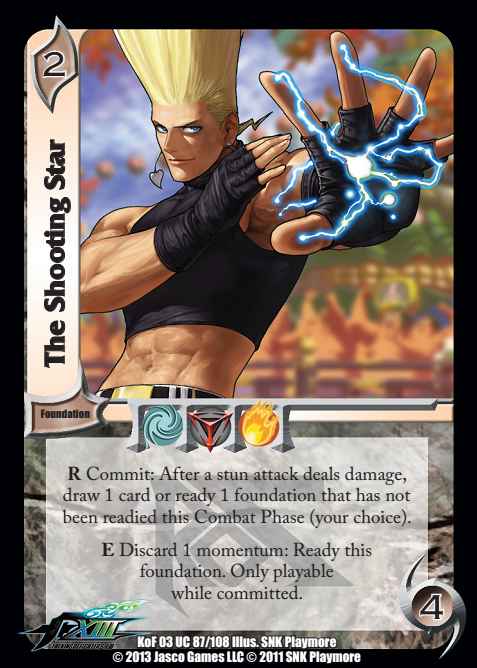 2
The Shooting Star
Foundation
R Commit: After a stun attack deals damage,
draw 1 card or ready 1 foundation that has not
been readied this Combat Phase (your choice).
E Discard 1 momentum: Ready this
foundation. Only playable
while committed.
4
XIII
KoF 03 UC 87/108 Illus. SNK Playmore
© 2013 Jasco Games LLC © 2011 SNK Playmore